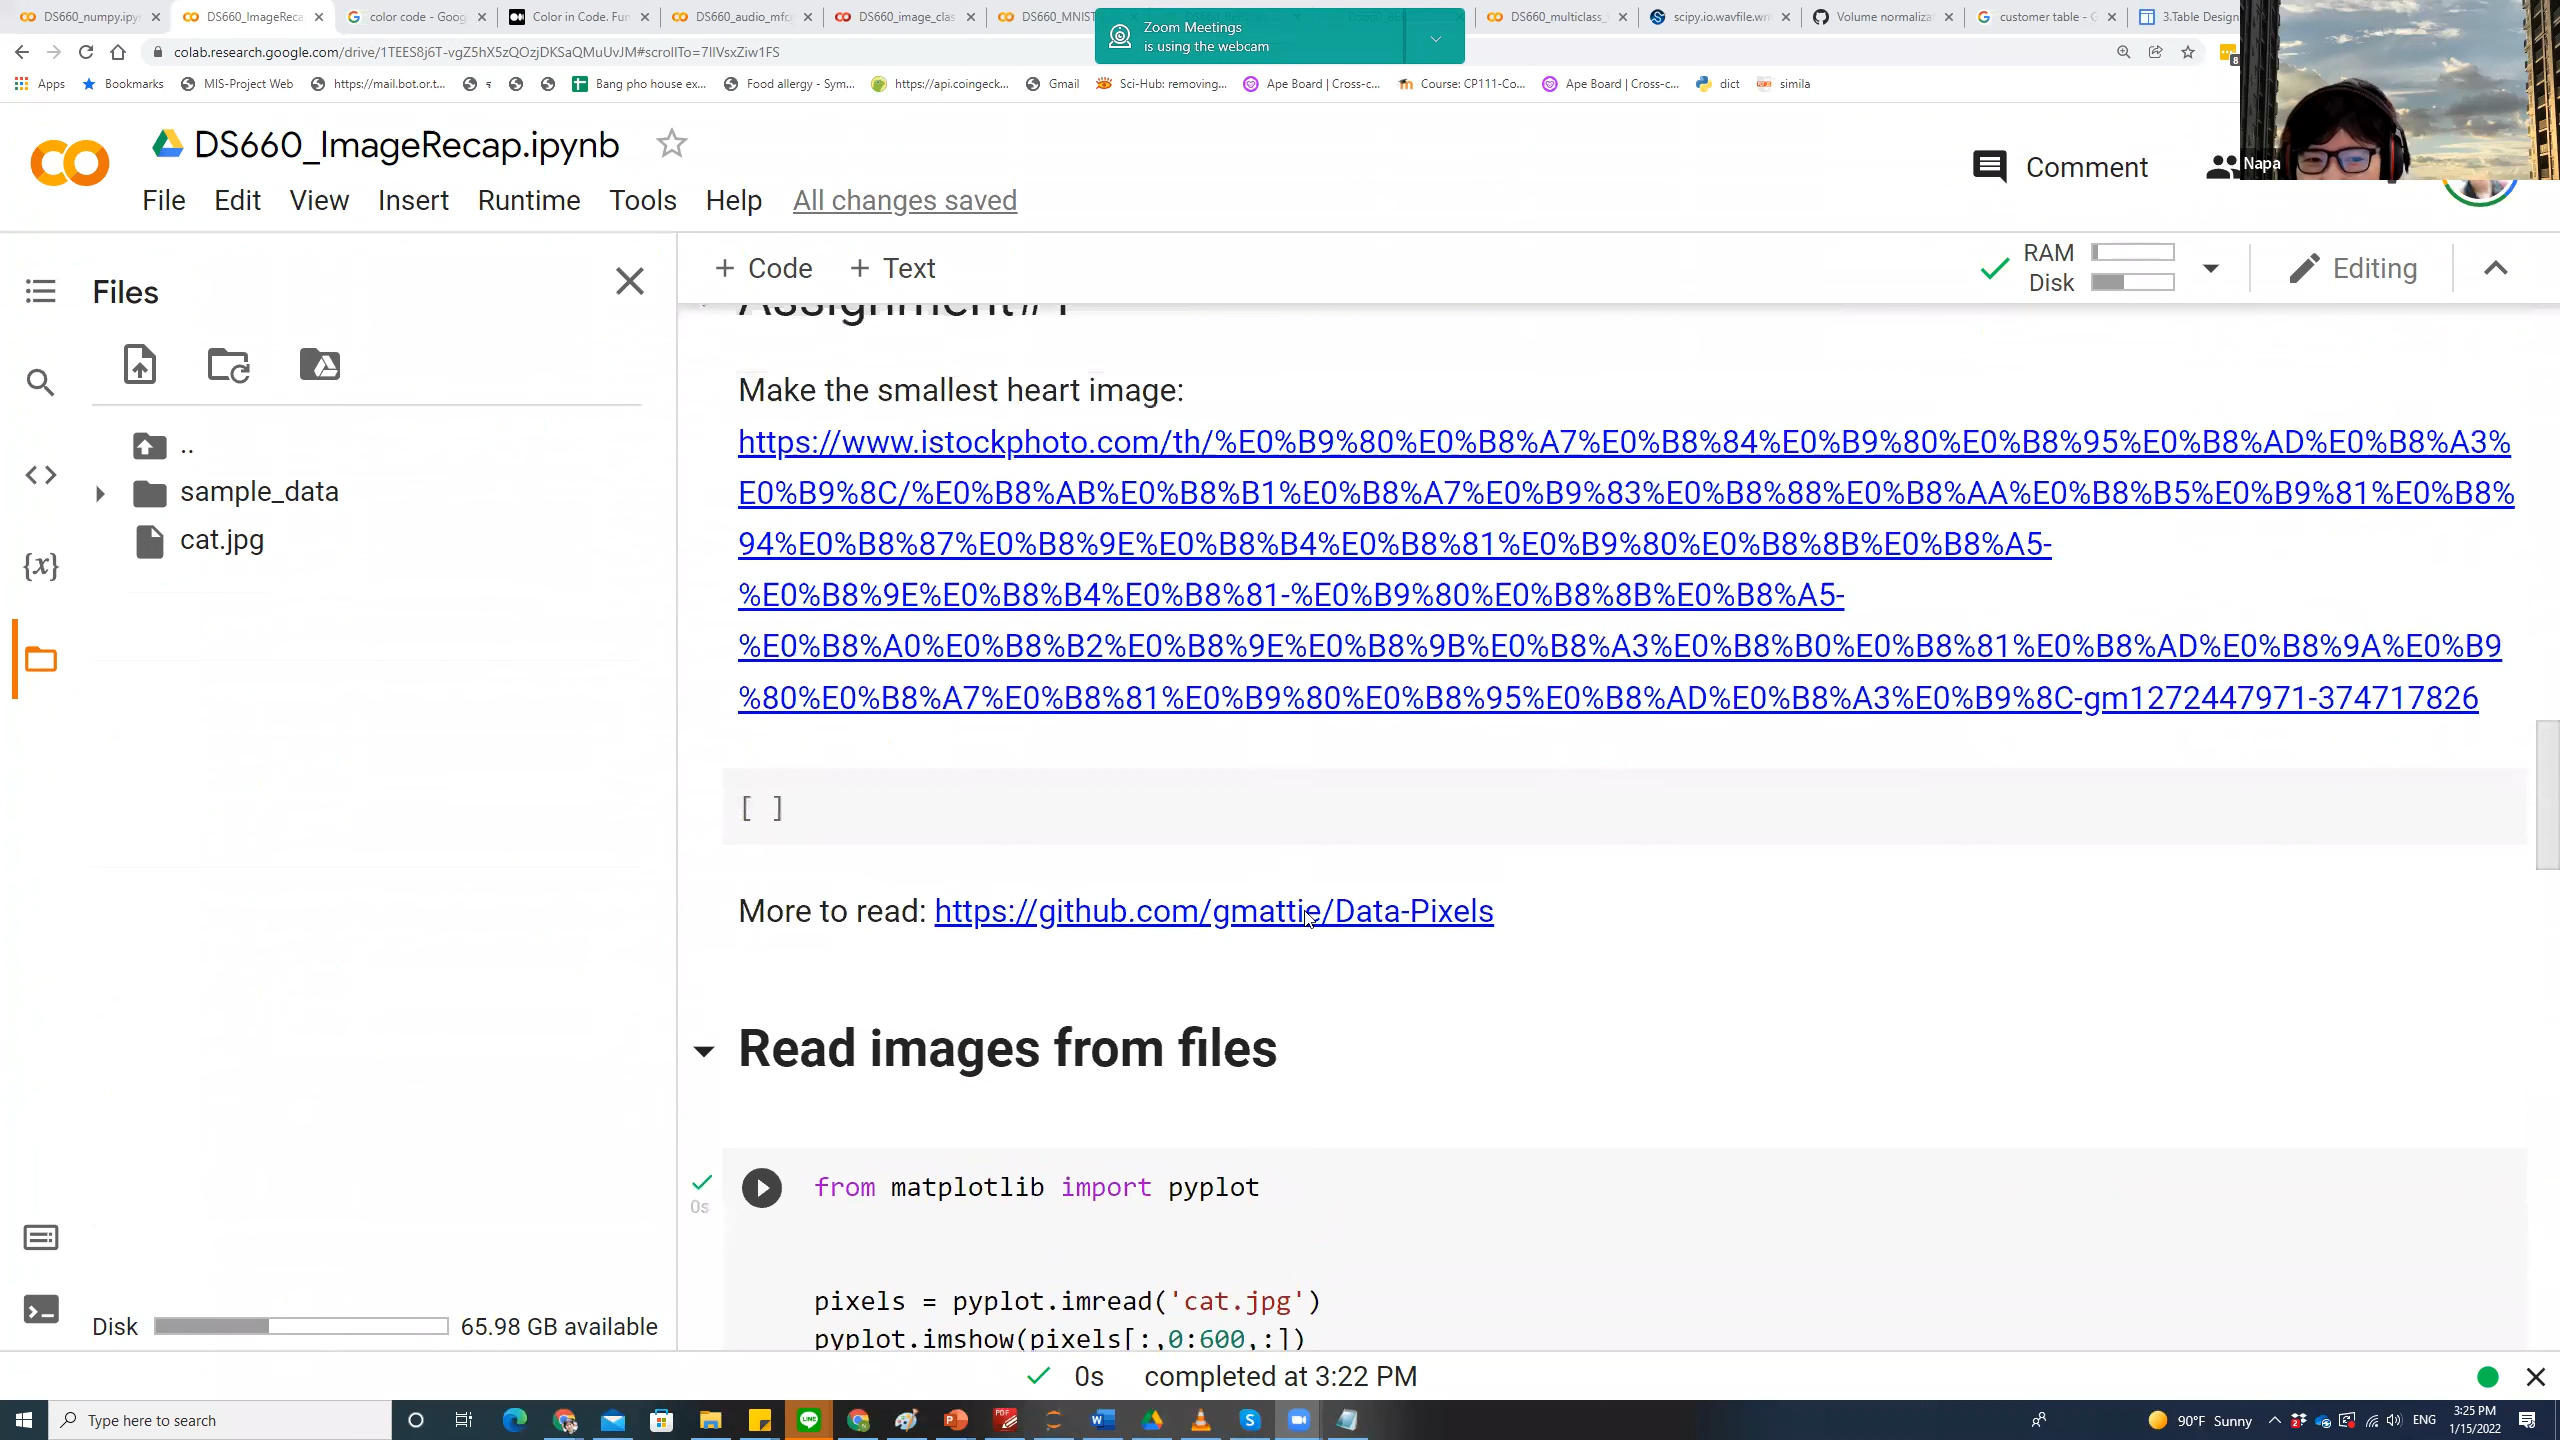 DS660_numpy.ipy
DS660_ImageReca
color code - Goog
Color in Code. Fun
DS660_audio_mfc
DS660_image_clas
DS660_MNIST
DS660_multiclass_
scipy.io.wavfile.wr
Volume normaliza
customer table - G
3.Table Design
Zoom Meetings
is using the webcam
colab.research.google.com/drive/1TEES8j6T-vgZ5hX5zQOzjDKSaQMuUvJM#scrollTo=7IlVsxZiw1FS
Apps
Bookmarks
MIS-Project Web
https://mail.bot.or.t...
Bang pho house ex...
Food allergy - Sym...
https://api.coingeck...
Gmail
Sci-Hub: removing...
Ape Board | Cross-c...
Course: CP111-Co...
Ape Board | Cross-c...
dict
simila
DS660_ImageRecap.ipynb
Comment
Napa
File Edit View Insert Runtime Tools Help All changes saved
Files
+ Code + Text
RAM
Disk
Editing
..
sample_data
cat.jpg
Assignment#1
Make the smallest heart image:
https://www.istockphoto.com/th/%E0%B9%80%E0%B8%A7%E0%B8%84%E0%B9%80%E0%B8%95%E0%B8%AD%E0%B8%A3%
E0%B9%8C/%E0%B8%AB%E0%B8%B1%E0%B8%A7%E0%B9%83%E0%B8%88%E0%B8%AA%E0%B8%B5%E0%B9%81%E0%B8%
94%E0%B8%87%E0%B8%9E%E0%B8%B4%E0%B8%81%E0%B9%80%E0%B8%8B%E0%B8%A5-
%E0%B8%9E%E0%B8%B4%E0%B8%81-%E0%B9%80%E0%B8%8B%E0%B8%A5-
%E0%B8%A0%E0%B8%B2%E0%B8%9E%E0%B8%9B%E0%B8%A3%E0%B8%B0%E0%B8%81%E0%B8%AD%E0%B8%9A%E0%B9
%80%E0%B8%A7%E0%B8%81%E0%B9%80%E0%B8%95%E0%B8%AD%E0%B8%A3%E0%B9%8C-gm1272447971-374717826
[ ]
More to read: https://github.com/gmattie/Data-Pixels
Read images from files
0s
from matplotlib import pyplot
pixels = pyplot.imread('cat.jpg')
pyplot.imshow(pixels[:,0:600,:])
Disk
65.98 GB available
0s completed at 3:22 PM
Type here to search
90°F Sunny
ENG
3:25 PM
1/15/2022